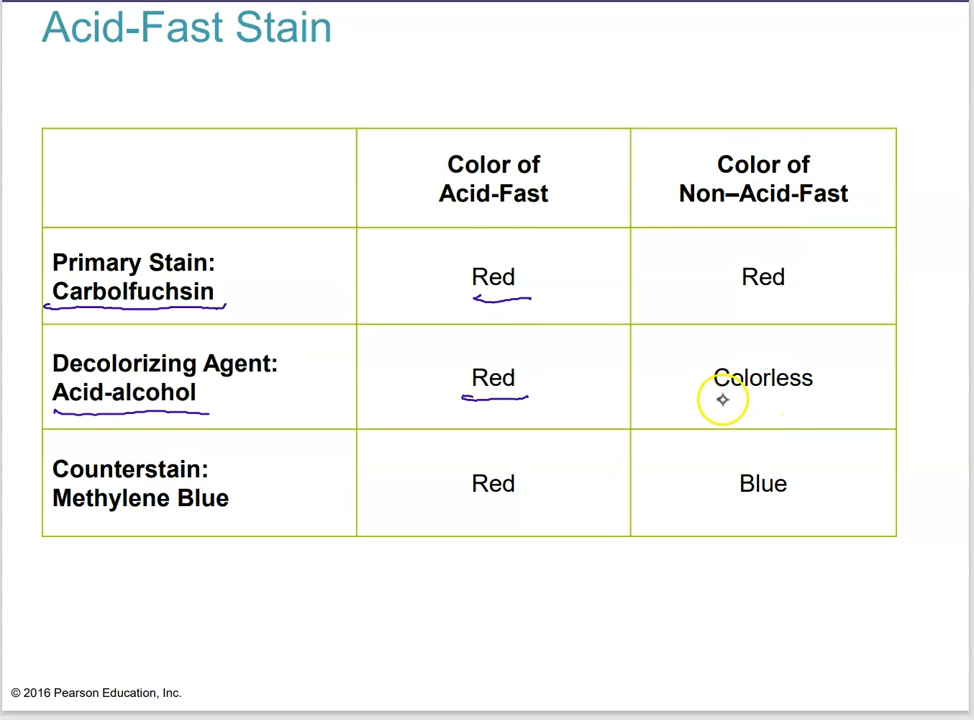 Acid-Fast Stain
Color of
Acid-Fast
Color of
Non–Acid-Fast
Primary Stain:
Carbolfuchsin
Red
Red
Decolorizing Agent:
Acid-alcohol
Red
Colorless
Counterstain:
Methylene Blue
Red
Blue
© 2016 Pearson Education, Inc.